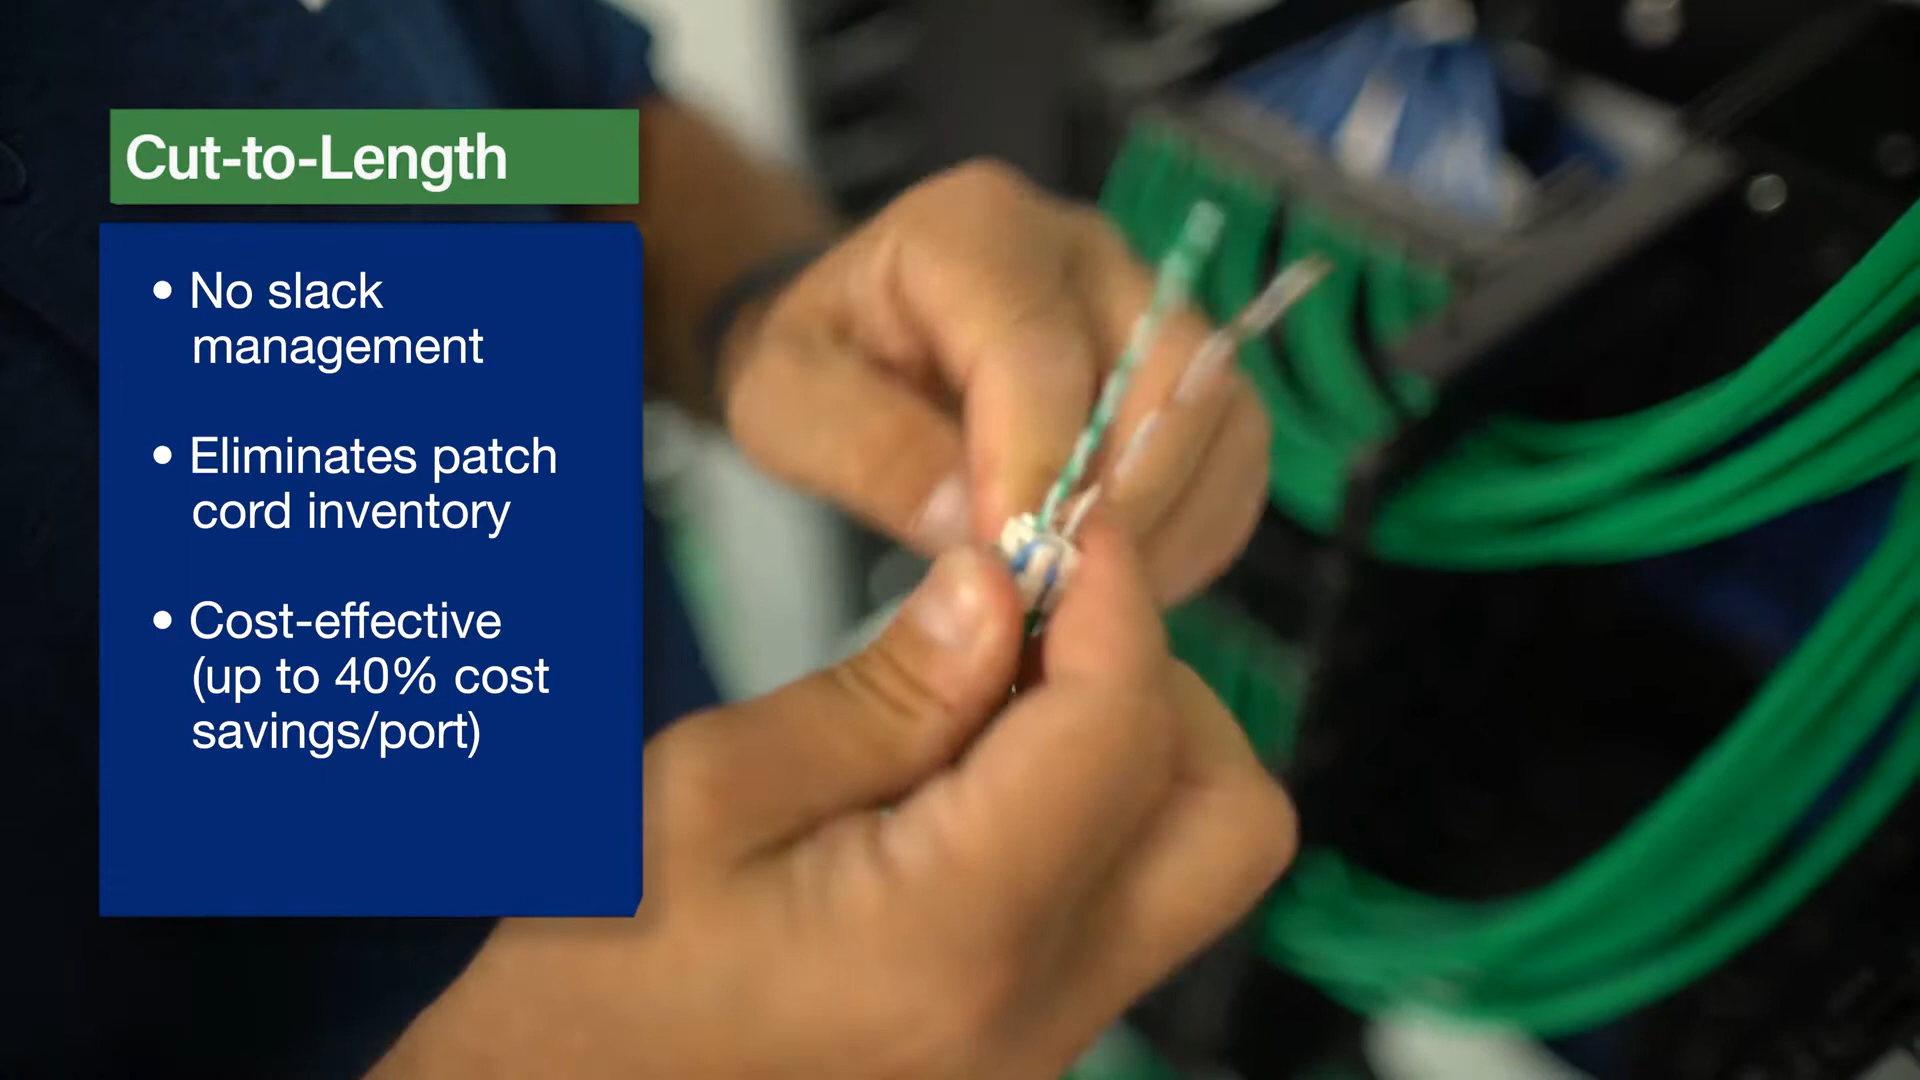 Cut-to-Length
• No slack
management
• Eliminates patch
cord inventory
• Cost-effective
(up to 40% cost
savings/port)